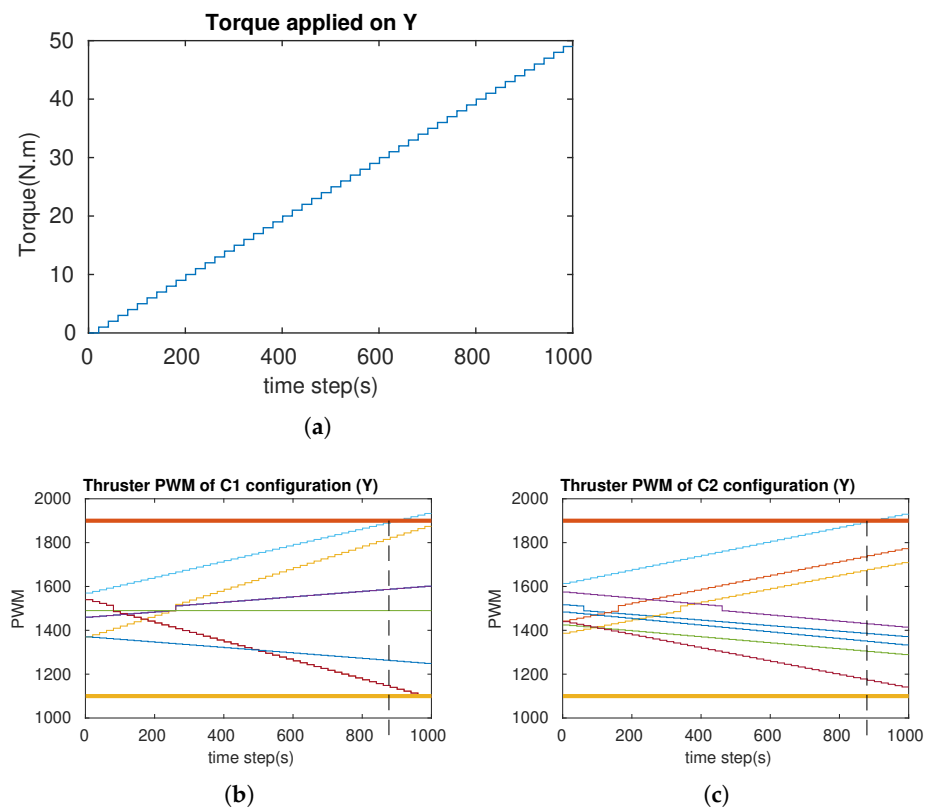 Torque applied on Y
50
40
30
20
10
0
Torque(N.m)
0 200 400 600 800 1000
time step(s)
(a)
Thruster PWM of C1 configuration (Y)
2000
1800
1600
1400
1200
1000
PWM
0 200 400 600 800 1000
time step(s)
(b)
Thruster PWM of C2 configuration (Y)
2000
1800
1600
1400
1200
1000
PWM
0 200 400 600 800 1000
time step(s)
(c)